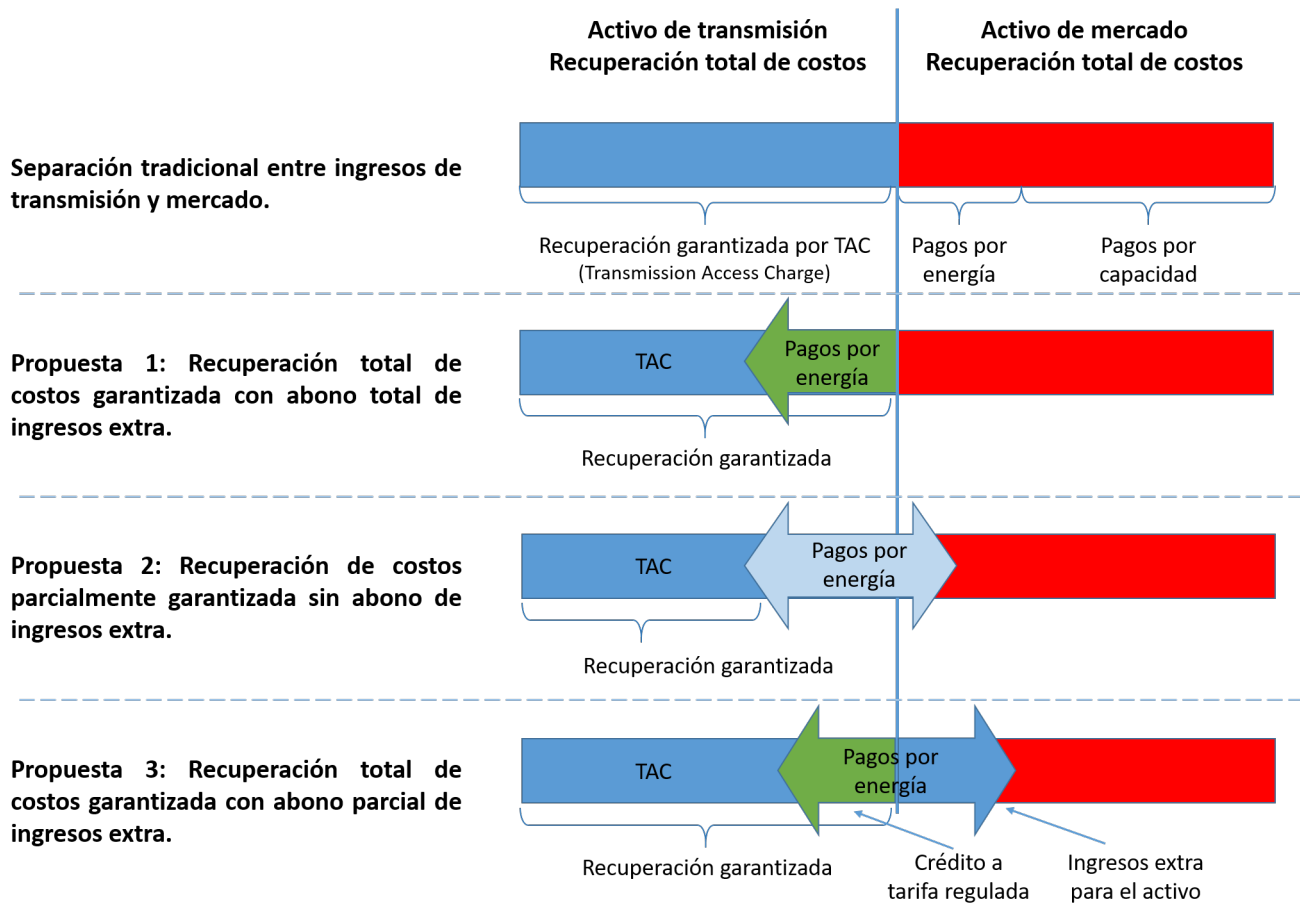 Activo de transmisión
Recuperación total de costos
Activo de mercado
Recuperación total de costos
Separación tradicional entre ingresos de
transmisión y mercado.
Recuperación garantizada por TAC
(Transmission Access Charge)
Pagos por
energía
Pagos por
capacidad
Propuesta 1: Recuperación total de
costos garantizada con abono total de
ingresos extra.
TAC
Pagos por
energía
Recuperación garantizada
Propuesta 2: Recuperación de costos
parcialmente garantizada sin abono de
ingresos extra.
TAC
Pagos por
energía
Recuperación garantizada
Propuesta 3: Recuperación total de
costos garantizada con abono parcial de
ingresos extra.
TAC
Pagos por
energía
Recuperación garantizada
Crédito a
tarifa regulada
Ingresos extra
para el activo